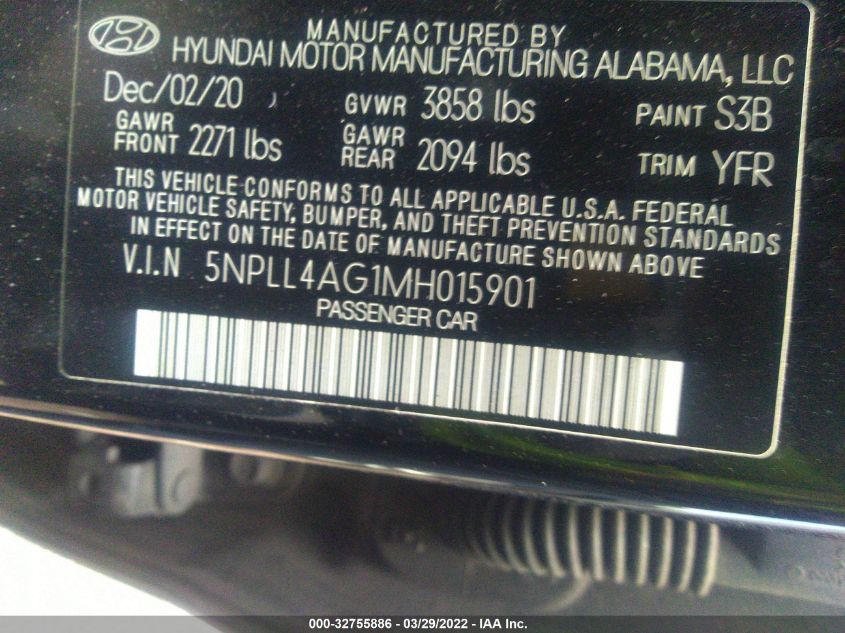 MANUFACTURED BY
HYUNDAI MOTOR MANUFACTURING ALABAMA, LLC
Dec/02/20 GVWR 3858 lbs PAINT S3B
GAWR FRONT 2271 lbs GAWR REAR 2094 lbs TRIM YFR
THIS VEHICLE CONFORMS TO ALL APPLICABLE U.S.A. FEDERAL
MOTOR VEHICLE SAFETY, BUMPER, AND THEFT PREVENTION STANDARDS
IN EFFECT ON THE DATE OF MANUFACTURE SHOWN ABOVE
V.I.N 5NPLL4AG1MH015901
PASSENGER CAR
000-32755886 - 03/29/2022 - IAA Inc.